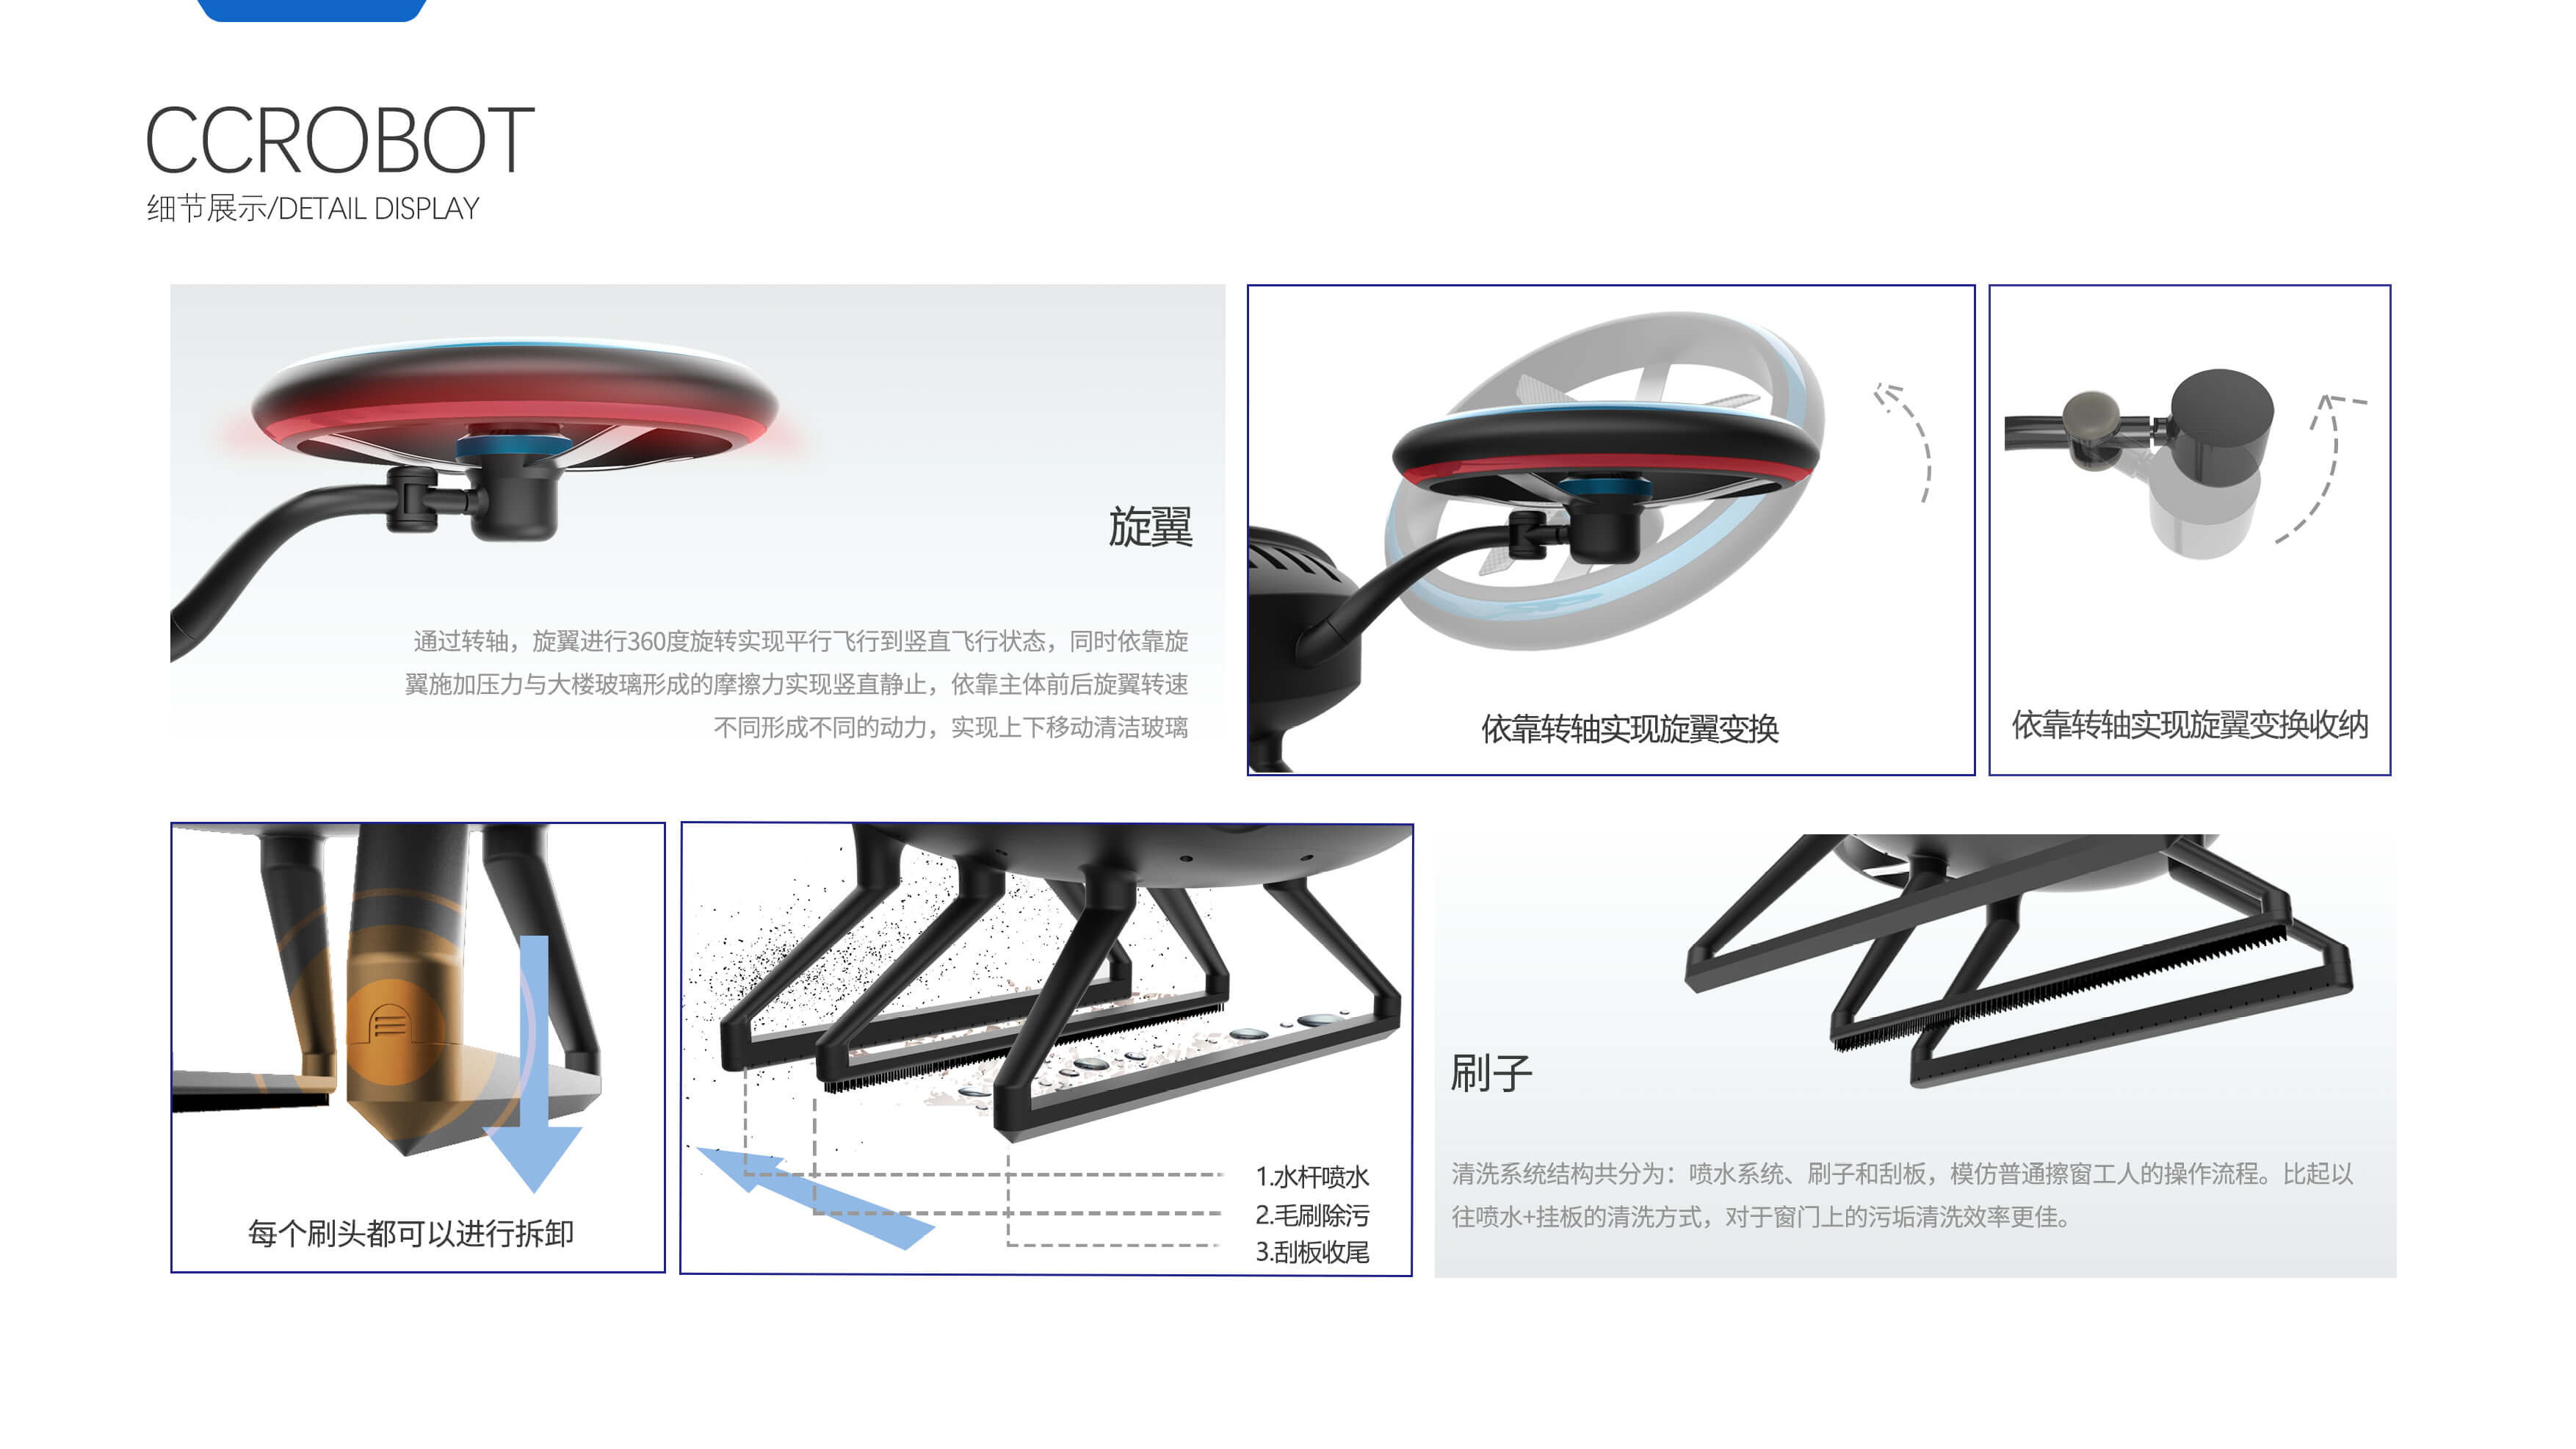 CCROBOT
细节展示/DETAIL DISPLAY
旋翼
通过转轴，旋翼进行360度旋转实现平行飞行到竖直飞行状态，同时依靠旋
翼施加压力与大楼玻璃形成的摩擦力实现竖直静止，依靠主体前后旋翼转速
不同形成不同的动力，实现上下移动清洁玻璃
依靠转轴实现旋翼变换
依靠转轴实现旋翼变换收纳
每个刷头都可以进行拆卸
1.水杆喷水
2.毛刷除污
3.刮板收尾
刷子
清洗系统结构共分为：喷水系统、刷子和刮板，模仿普通擦窗工人的操作流程。比起以
往喷水+挂板的清洗方式，对于窗门上的污垢清洗效率更佳。